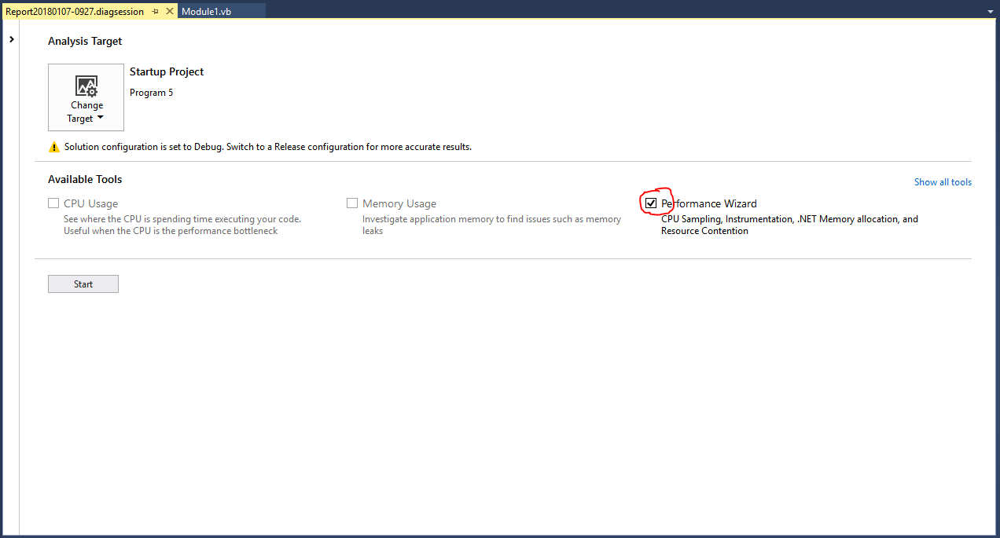 Report20180107-0927.diagsession
Module1.vb
Analysis Target
Change
Target
Startup Project
Program 5
Solution configuration is set to Debug. Switch to a Release configuration for more accurate results.
Available Tools
Show all tools
CPU Usage
See where the CPU is spending time executing your code.
Useful when the CPU is the performance bottleneck
Memory Usage
Investigate application memory to find issues such as memory
leaks
Performance Wizard
CPU Sampling, Instrumentation, .NET Memory allocation, and
Resource Contention
Start